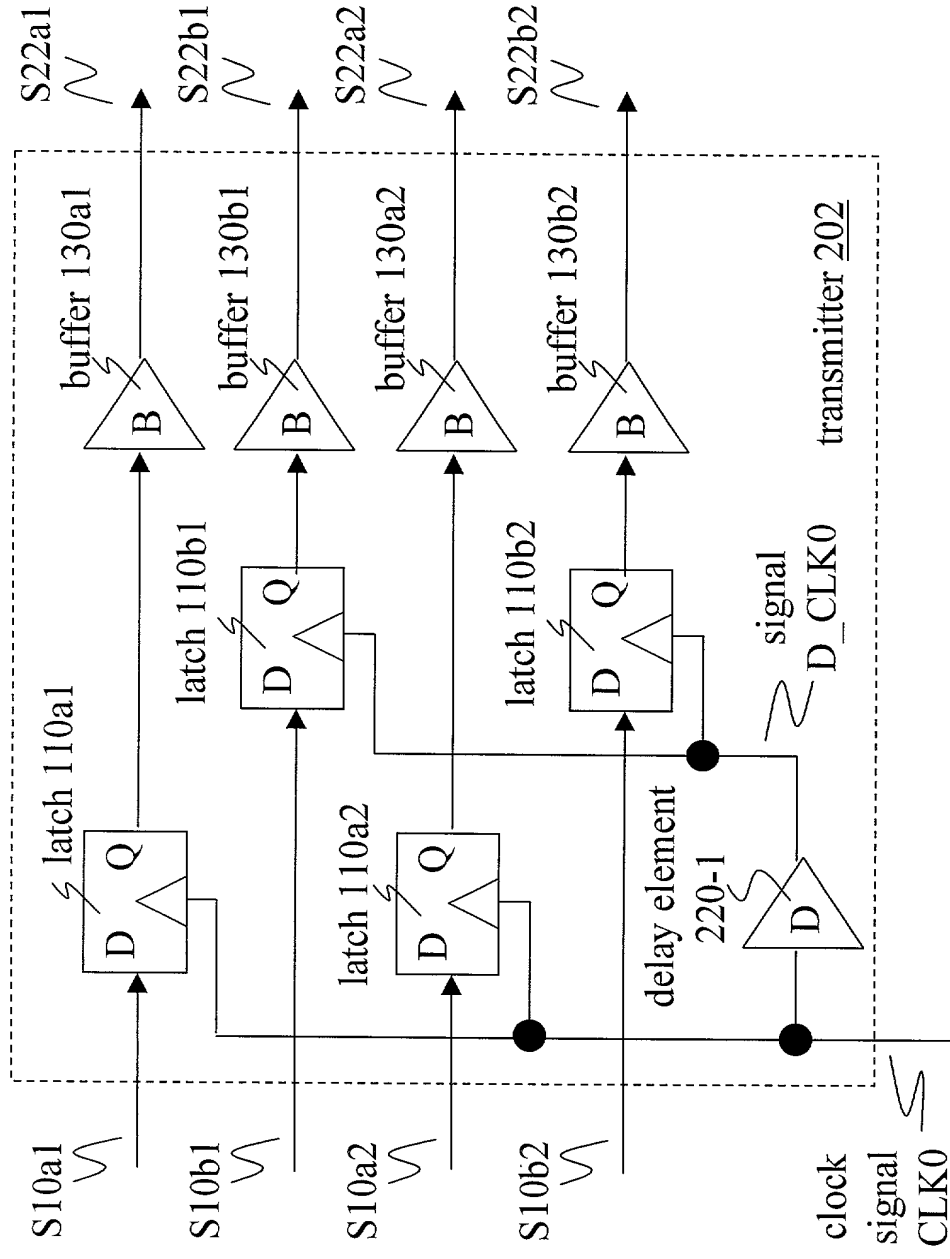 S10a1
latch 110a1
D Q
buffer 130a1
B
S22a1
S10b1
latch 110b1
D Q
buffer 130b1
B
S22b1
S10a2
latch 110a2
D Q
buffer 130a2
B
S22a2
S10b2
latch 110b2
D Q
buffer 130b2
B
S22b2
delay element
220-1
D
signal
D_CLK0
transmitter 202
clock
signal
CLK0